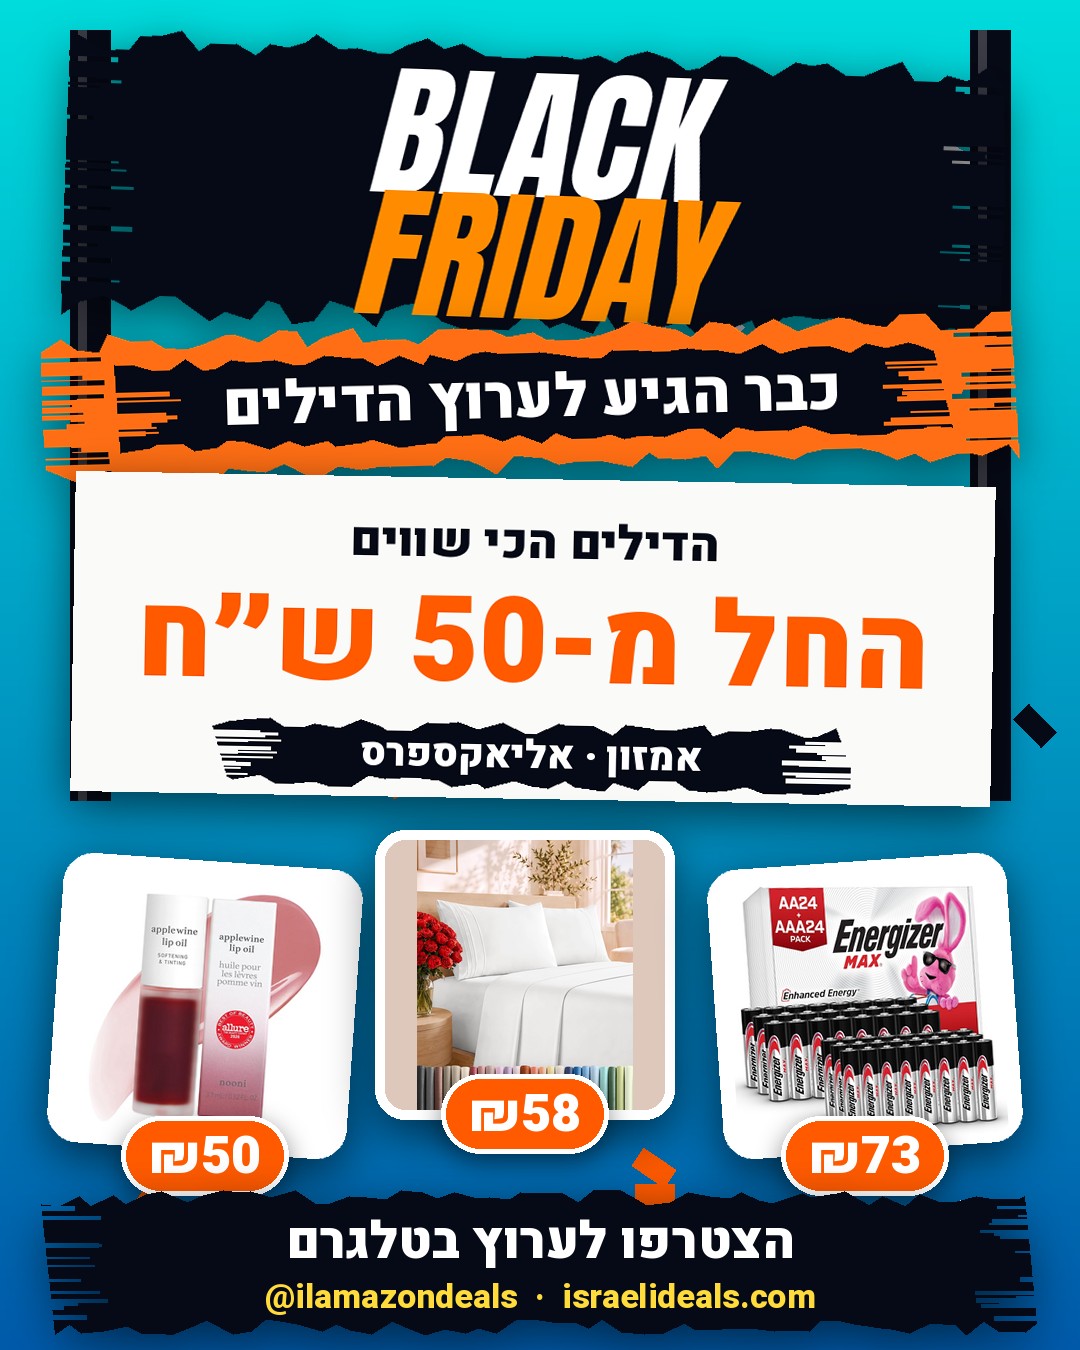 BLACK
FRIDAY
כבר הגיע לערוץ הדילים
הדילים הכי שווים
החל מ-50 ש״ח
אמזון · אליאקספרס
applewine
lip oil
SOFTENING
& TINTING
applewine
lip oil
huile pour
les lèvres
pomme vin
allure
nooni
AA24
+
AAA24
PACK
Energizer
MAX
Enhanced Energy
₪50
₪58
₪73
הצטרפו לערוץ בטלגרם
@ilamazondeals · israelideals.com